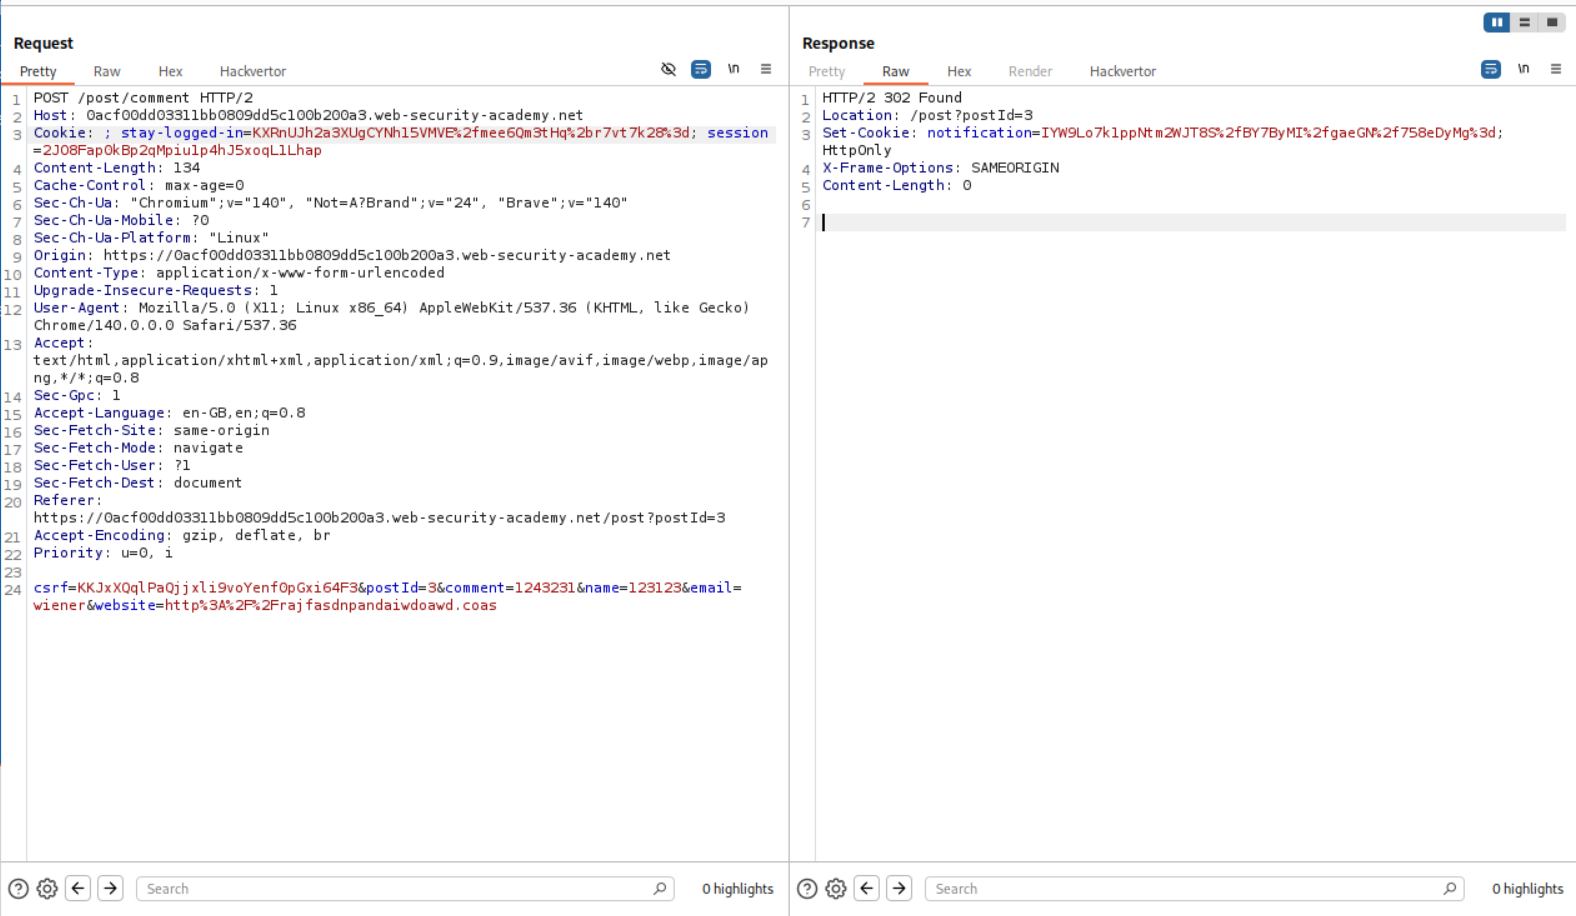 Request
Pretty Raw Hex Hackvertor \n
1 POST /post/comment HTTP/2
2 Host: 0acf00dd03311bb0809dd5c100b200a3.web-security-academy.net
3 Cookie: ; stay-logged-in=KXRnUJh2a3XUgCYNh15VMVE%2fmee6Qm3tHq%2br7vt7k28%3d; session
=2J08Fap0kBp2qMpiu1p4hJ5xoqL1Lhap
4 Content-Length: 134
5 Cache-Control: max-age=0
6 Sec-Ch-Ua: "Chromium";v="140", "Not=A?Brand";v="24", "Brave";v="140"
7 Sec-Ch-Ua-Mobile: ?0
8 Sec-Ch-Ua-Platform: "Linux"
9 Origin: https://0acf00dd03311bb0809dd5c100b200a3.web-security-academy.net
10 Content-Type: application/x-www-form-urlencoded
11 Upgrade-Insecure-Requests: 1
12 User-Agent: Mozilla/5.0 (X11; Linux x86_64) AppleWebKit/537.36 (KHTML, like Gecko)
Chrome/140.0.0.0 Safari/537.36
13 Accept:
text/html,application/xhtml+xml,application/xml;q=0.9,image/avif,image/webp,image/ap
ng,*/*;q=0.8
14 Sec-Gpc: 1
15 Accept-Language: en-GB,en;q=0.8
16 Sec-Fetch-Site: same-origin
17 Sec-Fetch-Mode: navigate
18 Sec-Fetch-User: ?1
19 Sec-Fetch-Dest: document
20 Referer:
https://0acf00dd03311bb0809dd5c100b200a3.web-security-academy.net/post?postId=3
21 Accept-Encoding: gzip, deflate, br
22 Priority: u=0, i
23
24 csrf=KKJxXQqlPaQjjxli9voYenf0pGxi64F3&postId=3&comment=1243231&name=123123&email=
wiener&website=http%3A%2F%2Frajfasdnpandaiwdoawd.coas
Search 0 highlights
Response
Pretty Raw Hex Render Hackvertor \n
1 HTTP/2 302 Found
2 Location: /post?postId=3
3 Set-Cookie: notification=IYW9Lo7k1ppNtm2WJT8S%2fBY7ByMI%2fgaeGN%2f758eDyMg%3d;
HttpOnly
4 X-Frame-Options: SAMEORIGIN
5 Content-Length: 0
6
7
Search 0 highlights